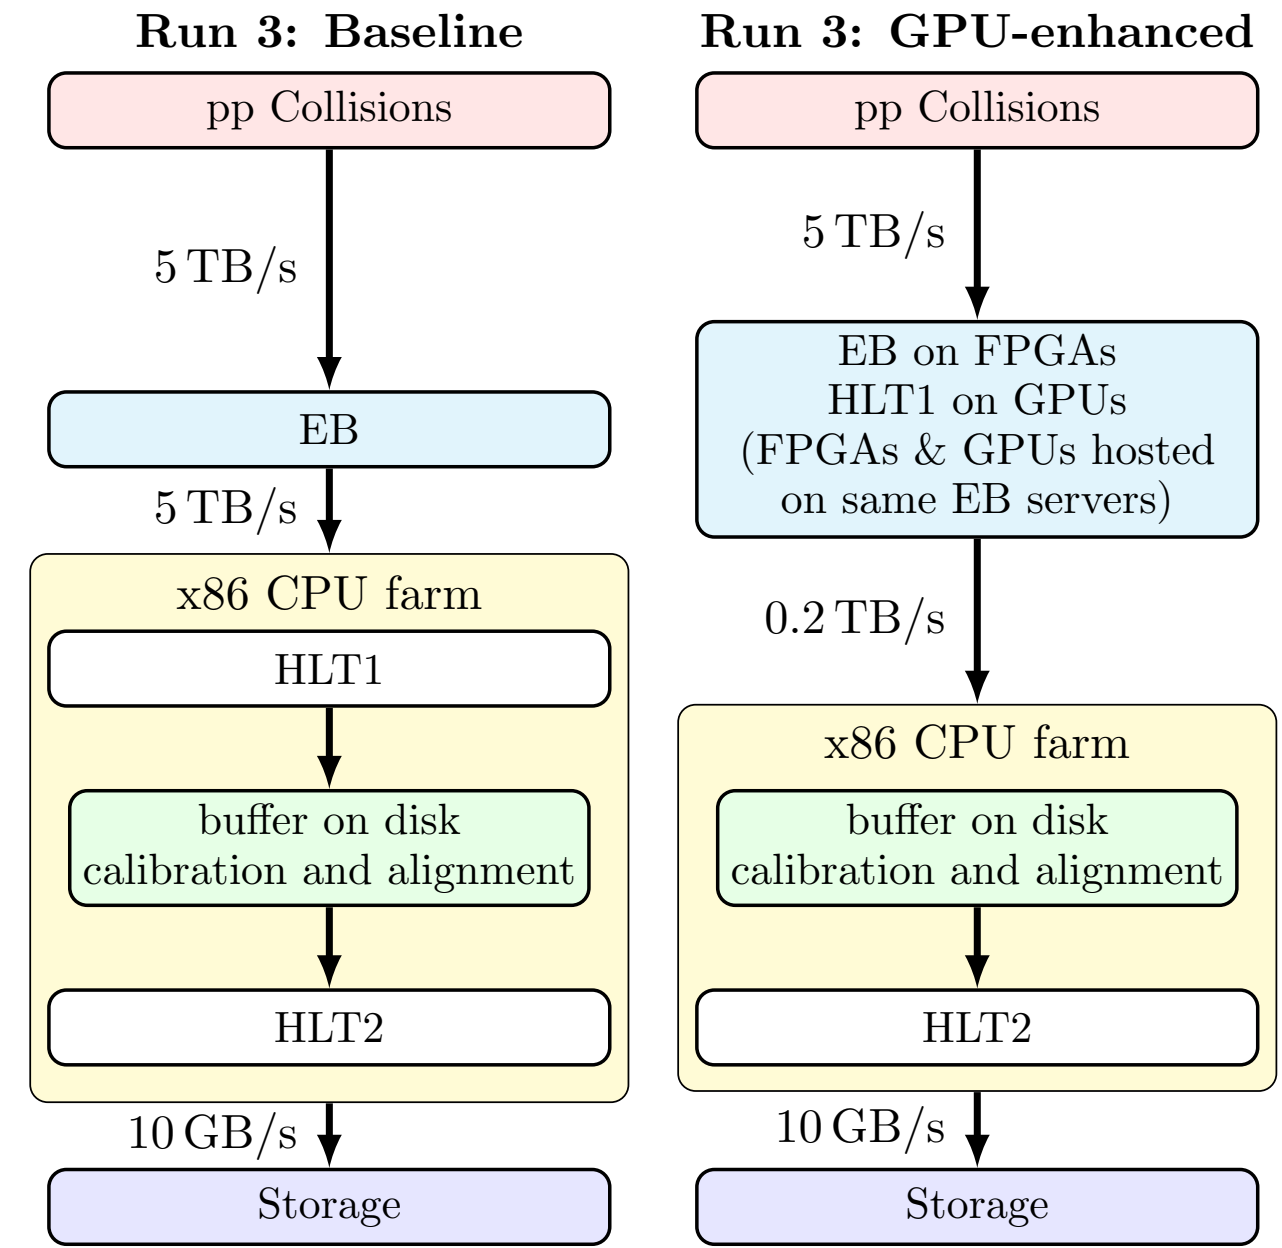 Run 3: Baseline
pp Collisions
5 TB/s
EB
5 TB/s
x86 CPU farm
HLT1
buffer on disk
calibration and alignment
HLT2
10 GB/s
Storage
Run 3: GPU-enhanced
pp Collisions
5 TB/s
EB on FPGAs
HLT1 on GPUs
(FPGAs & GPUs hosted
on same EB servers)
0.2 TB/s
x86 CPU farm
buffer on disk
calibration and alignment
HLT2
10 GB/s
Storage